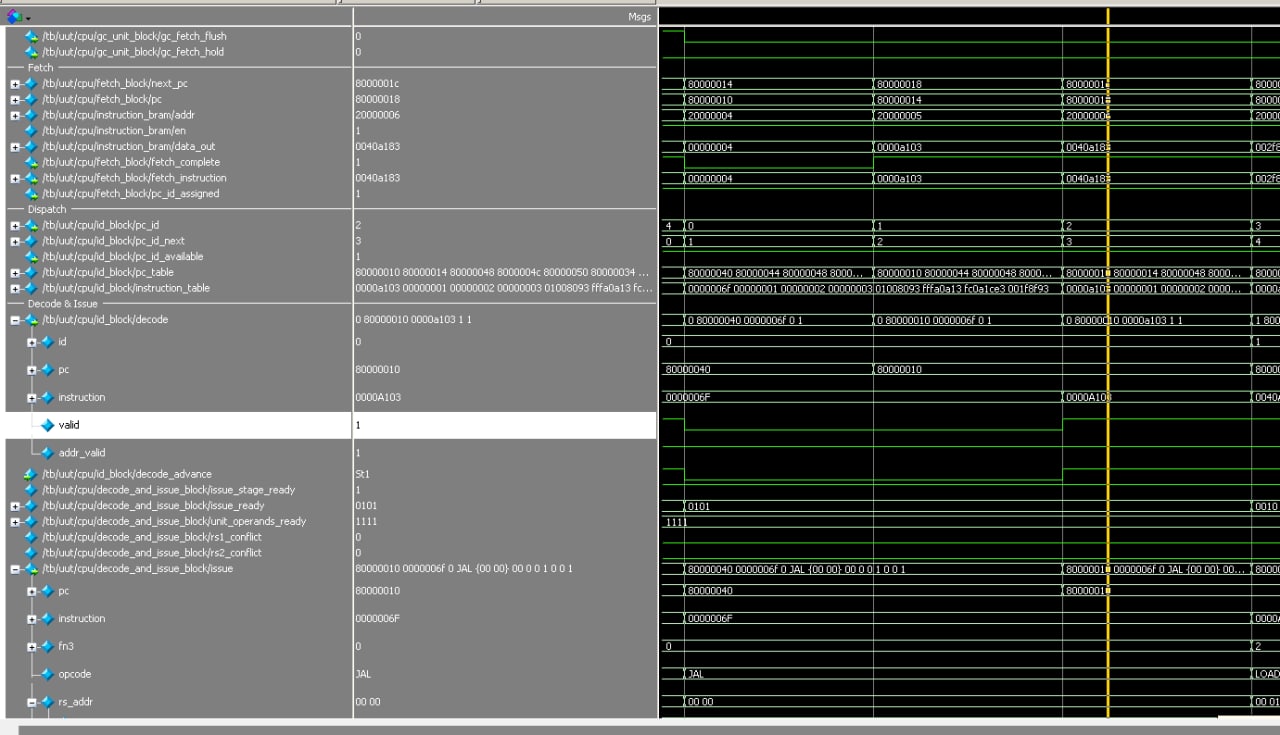 Msgs
/tb/uut/cpu/gc_unit_block/gc_fetch_flush 0
/tb/uut/cpu/gc_unit_block/gc_fetch_hold 0
Fetch
/tb/uut/cpu/fetch_block/next_pc 8000001c 80000014 80000018 8000001 8000
/tb/uut/cpu/fetch_block/pc 80000018 80000010 80000014 8000001 8000
/tb/uut/cpu/instruction_bram/addr 20000006 20000004 20000005 20000006 2000
/tb/uut/cpu/instruction_bram/en 1
/tb/uut/cpu/instruction_bram/data_out 0040a183 00000004 0000a103 0040a183 002f8
/tb/uut/cpu/fetch_block/fetch_complete 1
/tb/uut/cpu/fetch_block/fetch_instruction 0040a183 00000004 0000a103 0040a183 002f8
/tb/uut/cpu/fetch_block/pc_id_assigned 1
Dispatch
/tb/uut/cpu/id_block/pc_id 2 4 0 1 2 3
/tb/uut/cpu/id_block/pc_id_next 3 0 1 2 3 4
/tb/uut/cpu/id_block/pc_id_available 1
/tb/uut/cpu/id_block/pc_table 80000010 80000014 80000048 8000004c 80000050 80000034 ... 80000040 80000044 80000048 8000... 80000010 80000044 80000048 8000... 8000001 80000014 80000048 8000... 8000
/tb/uut/cpu/id_block/instruction_table 0000a103 00000001 00000002 00000003 01008093 fffa0a13 fc... 0000006f 00000001 00000002 00000003 01008093 fffa0a13 fc0a1ce3 001f8f93 0000a10 00000001 00000002 0000... 0000
Decode & Issue
/tb/uut/cpu/id_block/decode 0 80000010 0000a103 1 1 0 80000040 0000006f 0 1 0 80000010 0000006f 0 1 0 80000010 0000a103 1 1 1 800
id 0 0 1
pc 80000010 80000040 80000010 8000
instruction 0000A103 0000006F 0000A103 0040
valid 1
addr_valid 1
/tb/uut/cpu/id_block/decode_advance St1
/tb/uut/cpu/decode_and_issue_block/issue_stage_ready 1
/tb/uut/cpu/decode_and_issue_block/issue_ready 0101 0101 0010
/tb/uut/cpu/decode_and_issue_block/unit_operands_ready 1111 1111
/tb/uut/cpu/decode_and_issue_block/rs1_conflict 0
/tb/uut/cpu/decode_and_issue_block/rs2_conflict 0
/tb/uut/cpu/decode_and_issue_block/issue 80000010 0000006f 0 JAL {00 00} 00 0 0 1 0 0 1 80000040 0000006f 0 JAL {00 00} 00 0 0 1 0 0 1 8000001 0000006f 0 JAL {00 00} 00... 8000
pc 80000010 80000040 8000001 8000
instruction 0000006F 0000006F 0000
fn3 0 0 2
opcode JAL JAL LOAD
rs_addr 00 00 00 00 00 01